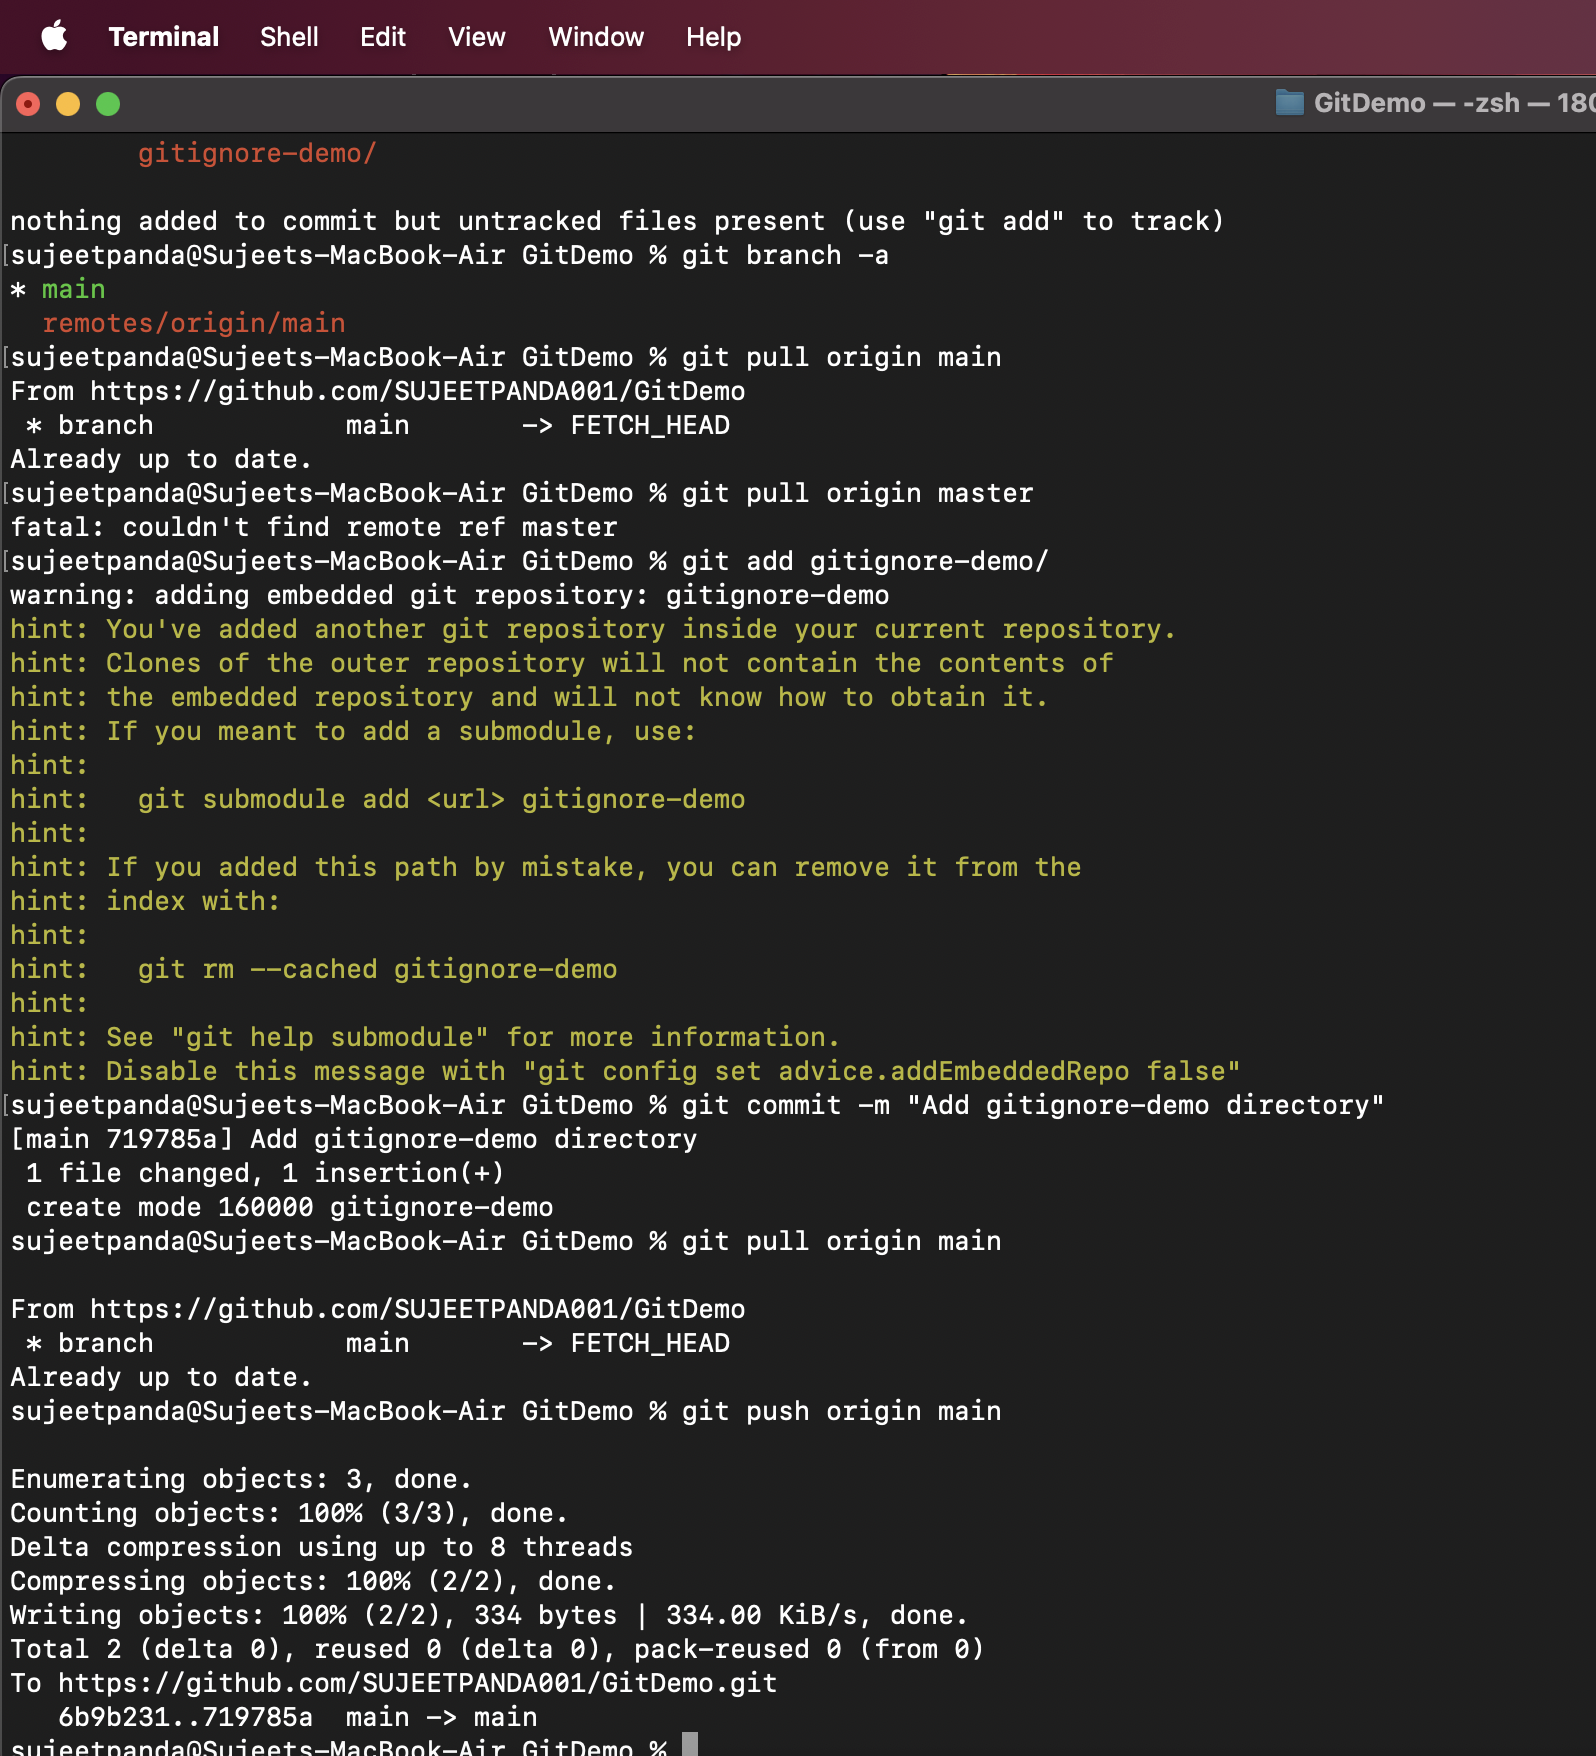 Terminal Shell Edit View Window Help
GitDemo — -zsh — 180
gitignore-demo/
nothing added to commit but untracked files present (use "git add" to track)
[sujeetpanda@Sujeets-MacBook-Air GitDemo % git branch -a
* main
remotes/origin/main
[sujeetpanda@Sujeets-MacBook-Air GitDemo % git pull origin main
From https://github.com/SUJEETPANDA001/GitDemo
* branch main -> FETCH_HEAD
Already up to date.
[sujeetpanda@Sujeets-MacBook-Air GitDemo % git pull origin master
fatal: couldn't find remote ref master
[sujeetpanda@Sujeets-MacBook-Air GitDemo % git add gitignore-demo/
warning: adding embedded git repository: gitignore-demo
hint: You've added another git repository inside your current repository.
hint: Clones of the outer repository will not contain the contents of
hint: the embedded repository and will not know how to obtain it.
hint: If you meant to add a submodule, use:
hint:
hint: git submodule add <url> gitignore-demo
hint:
hint: If you added this path by mistake, you can remove it from the
hint: index with:
hint:
hint: git rm --cached gitignore-demo
hint:
hint: See "git help submodule" for more information.
hint: Disable this message with "git config set advice.addEmbeddedRepo false"
[sujeetpanda@Sujeets-MacBook-Air GitDemo % git commit -m "Add gitignore-demo directory"
[main 719785a] Add gitignore-demo directory
1 file changed, 1 insertion(+)
create mode 160000 gitignore-demo
sujeetpanda@Sujeets-MacBook-Air GitDemo % git pull origin main
From https://github.com/SUJEETPANDA001/GitDemo
* branch main -> FETCH_HEAD
Already up to date.
sujeetpanda@Sujeets-MacBook-Air GitDemo % git push origin main
Enumerating objects: 3, done.
Counting objects: 100% (3/3), done.
Delta compression using up to 8 threads
Compressing objects: 100% (2/2), done.
Writing objects: 100% (2/2), 334 bytes | 334.00 KiB/s, done.
Total 2 (delta 0), reused 0 (delta 0), pack-reused 0 (from 0)
To https://github.com/SUJEETPANDA001/GitDemo.git
6b9b231..719785a main -> main
sujeetpanda@Sujeets-MacBook-Air GitDemo %